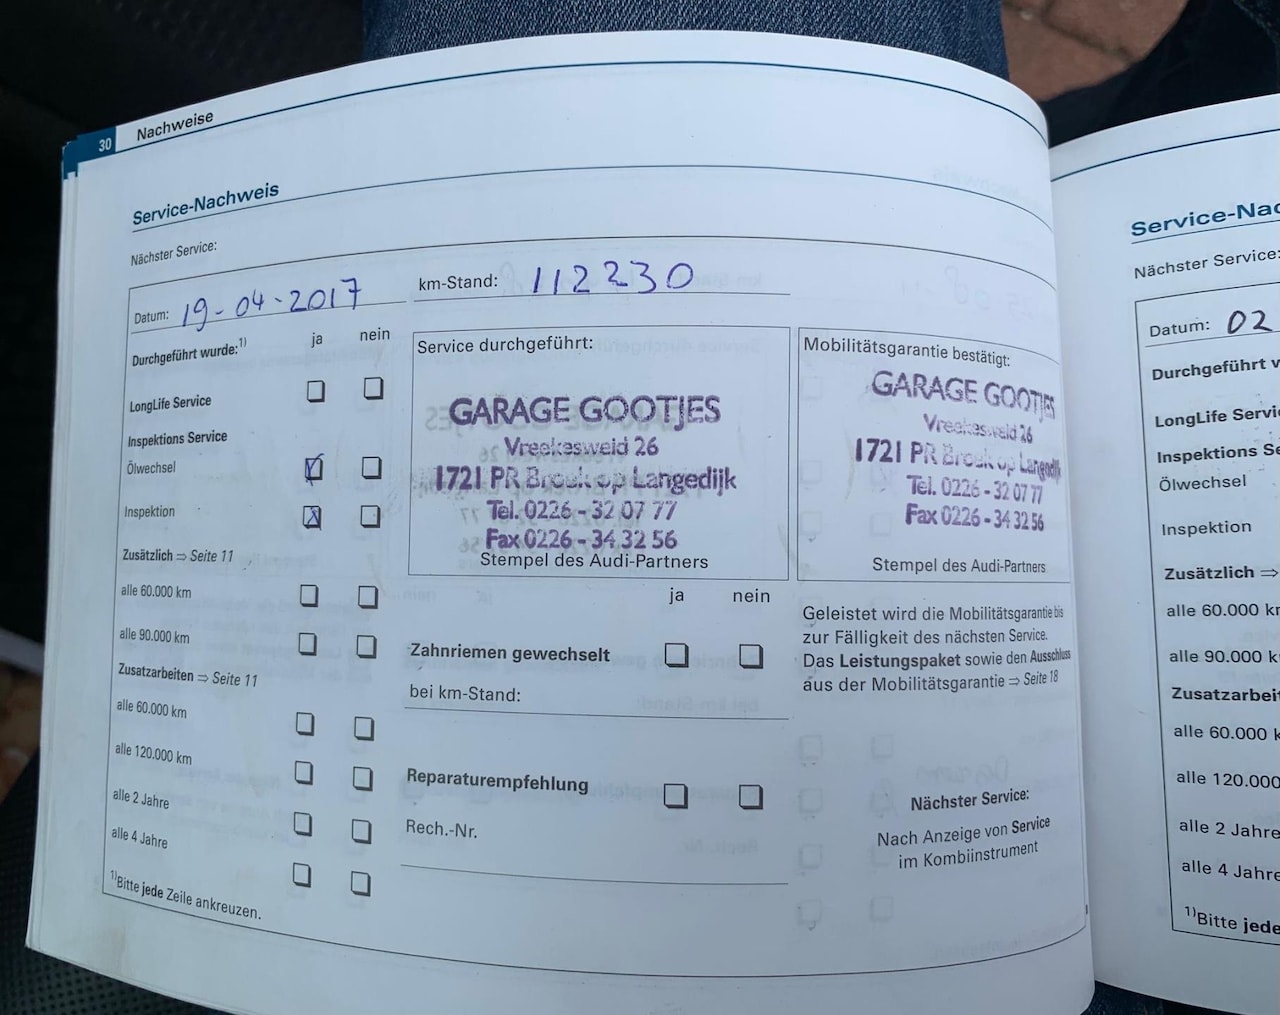 30 Nachweise
Service-Nachweis
Nächster Service:
Datum: 19-04-2017
km-Stand: 112230
Durchgeführt wurde:1)
ja nein
LongLife Service
Inspektions Service
Ölwechsel
Inspektion
Zusätzlich ⇒ Seite 11
alle 60.000 km
alle 90.000 km
Zusatzarbeiten ⇒ Seite 11
alle 60.000 km
alle 120.000 km
alle 2 Jahre
alle 4 Jahre
1)Bitte jede Zeile ankreuzen.
Service durchgeführt:
GARAGE GOOTJES
Vreekesweid 26
1721 PR Broek op Langedijk
Tel. 0226 - 32 07 77
Fax 0226 - 34 32 56
Stempel des Audi-Partners
ja nein
Zahnriemen gewechselt
bei km-Stand:
Reparaturempfehlung
Rech.-Nr.
Mobilitätsgarantie bestätigt:
GARAGE GOOTJES
Vreekesweid 26
1721 PR Broek op Langedijk
Tel. 0226 - 32 07 77
Fax 0226 - 34 32 56
Stempel des Audi-Partners
Geleistet wird die Mobilitätsgarantie bis
zur Fälligkeit des nächsten Service.
Das Leistungspaket sowie den Ausschluss
aus der Mobilitätsgarantie ⇒ Seite 18
Nächster Service:
Nach Anzeige von Service
im Kombiinstrument
Service-Nac
Nächster Service:
Datum: 02
Durchgeführt w
LongLife Servi
Inspektions Se
Ölwechsel
Inspektion
Zusätzlich ⇒
alle 60.000 k
alle 90.000 k
Zusatzarbeit
alle 60.000 k
alle 120.000
alle 2 Jahre
alle 4 Jahre
1)Bitte jede